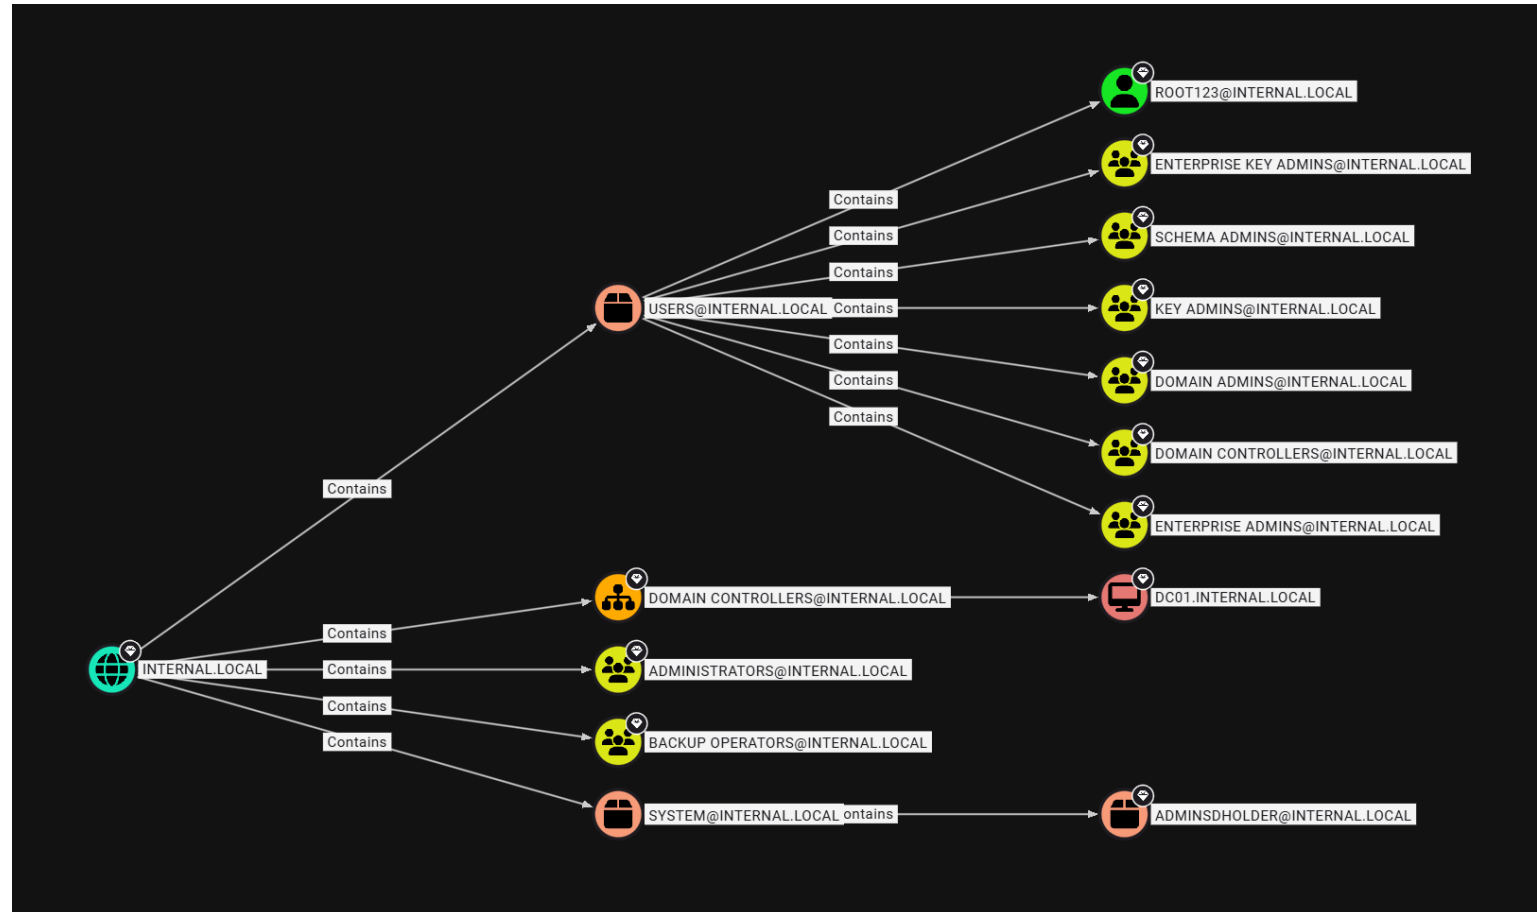 ROOT123@INTERNAL.LOCAL
ENTERPRISE KEY ADMINS@INTERNAL.LOCAL
Contains
Contains
SCHEMA ADMINS@INTERNAL.LOCAL
Contains
USERS@INTERNAL.LOCAL
Contains
KEY ADMINS@INTERNAL.LOCAL
Contains
DOMAIN ADMINS@INTERNAL.LOCAL
Contains
Contains
DOMAIN CONTROLLERS@INTERNAL.LOCAL
Contains
ENTERPRISE ADMINS@INTERNAL.LOCAL
DOMAIN CONTROLLERS@INTERNAL.LOCAL
DC01.INTERNAL.LOCAL
Contains
INTERNAL.LOCAL
Contains
ADMINISTRATORS@INTERNAL.LOCAL
Contains
BACKUP OPERATORS@INTERNAL.LOCAL
Contains
SYSTEM@INTERNAL.LOCAL
ontains
ADMINSDHOLDER@INTERNAL.LOCAL